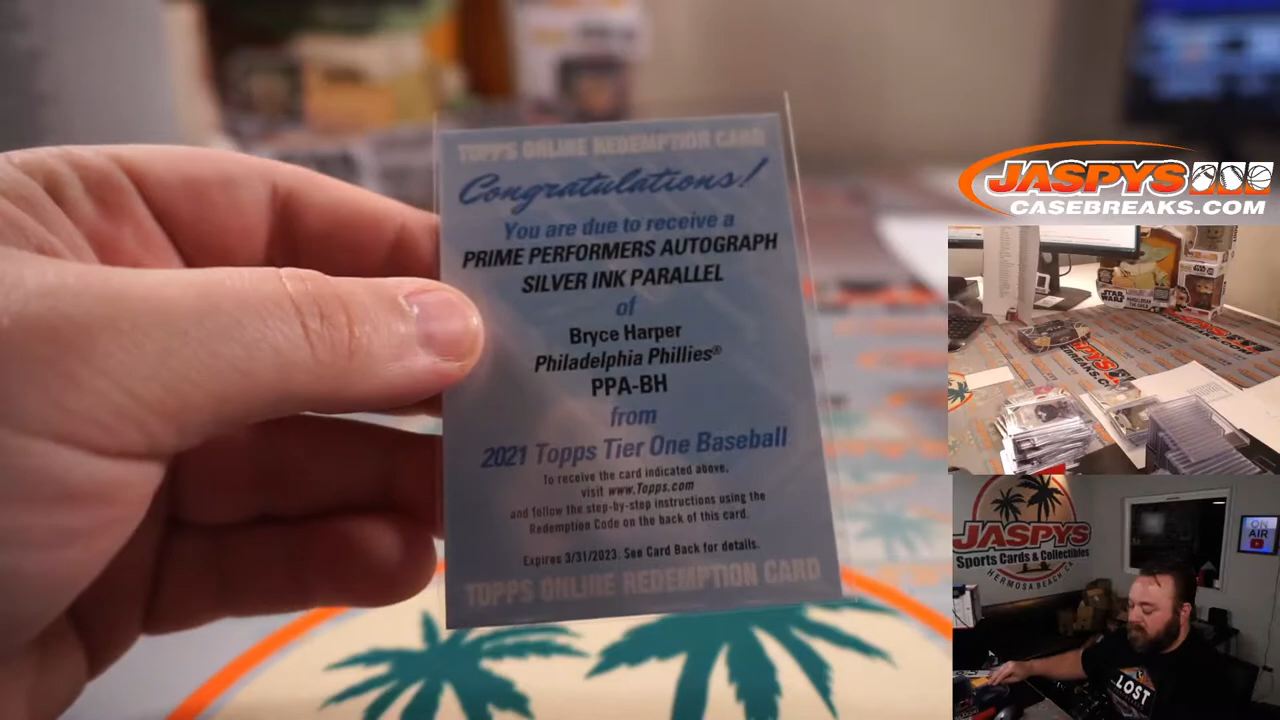 TOPPS ONLINE REDEMPTION CARD
Congratulations!
You are due to receive a
PRIME PERFORMERS AUTOGRAPH
SILVER INK PARALLEL
of
Bryce Harper
Philadelphia Phillies®
PPA-BH
from
2021 Topps Tier One Baseball
To receive the card indicated above,
visit www.Topps.com
and follow the step-by-step instructions using the
Redemption Code on the back of this card.
Expires 3/31/2023. See Card Back for details.
TOPPS ONLINE REDEMPTION CARD
JASPYS
CASEBREAKS.COM
STAR WARS
JASPYS
JASPYS
Sports Cards & Collectibles
HERMOSA BEACH, CA
ON
AIR
LOST